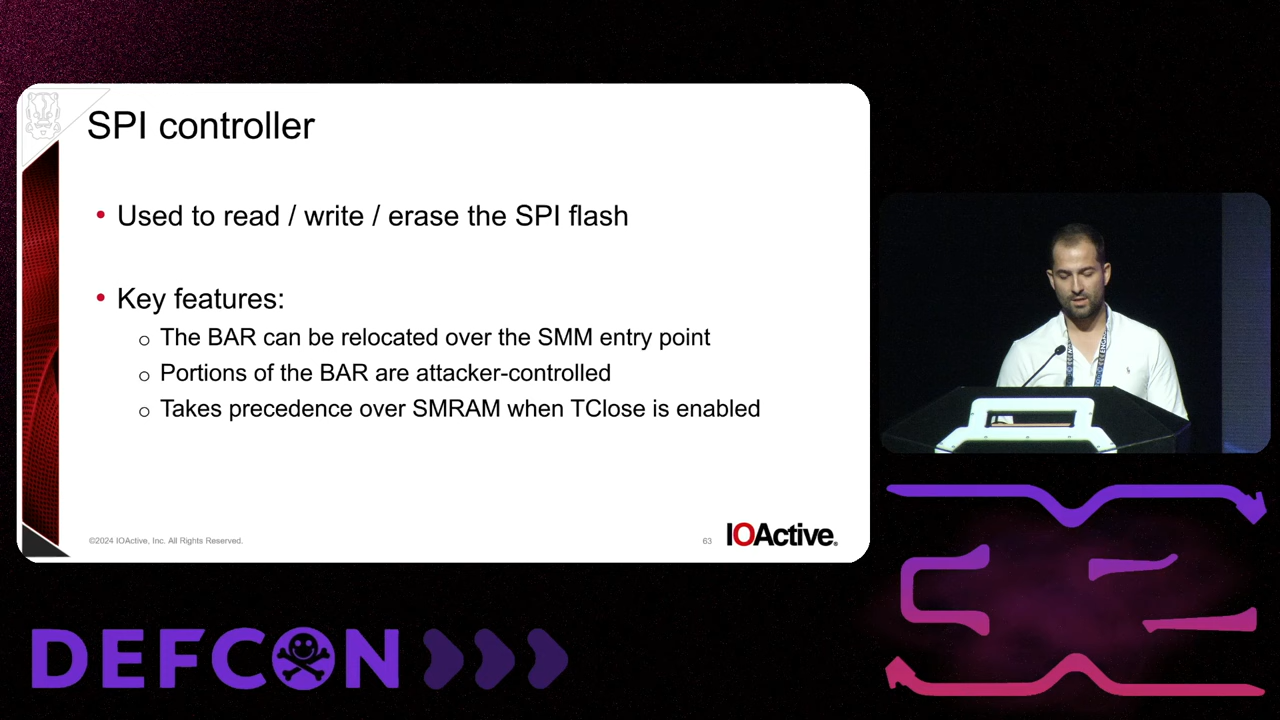 SPI controller
• Used to read / write / erase the SPI flash
• Key features:
o The BAR can be relocated over the SMM entry point
o Portions of the BAR are attacker-controlled
o Takes precedence over SMRAM when TClose is enabled
©2024 IOActive, Inc. All Rights Reserved.
63
IOActive.
DEFCON